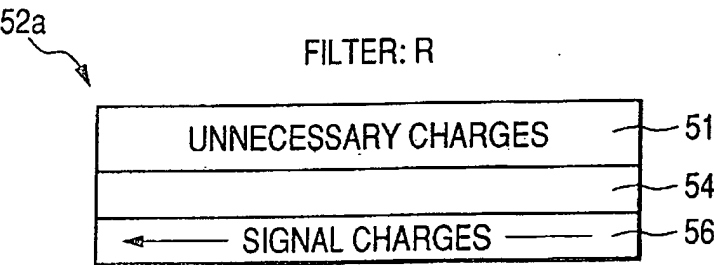 52a
FILTER: R
UNNECESSARY CHARGES
51
54
SIGNAL CHARGES
56